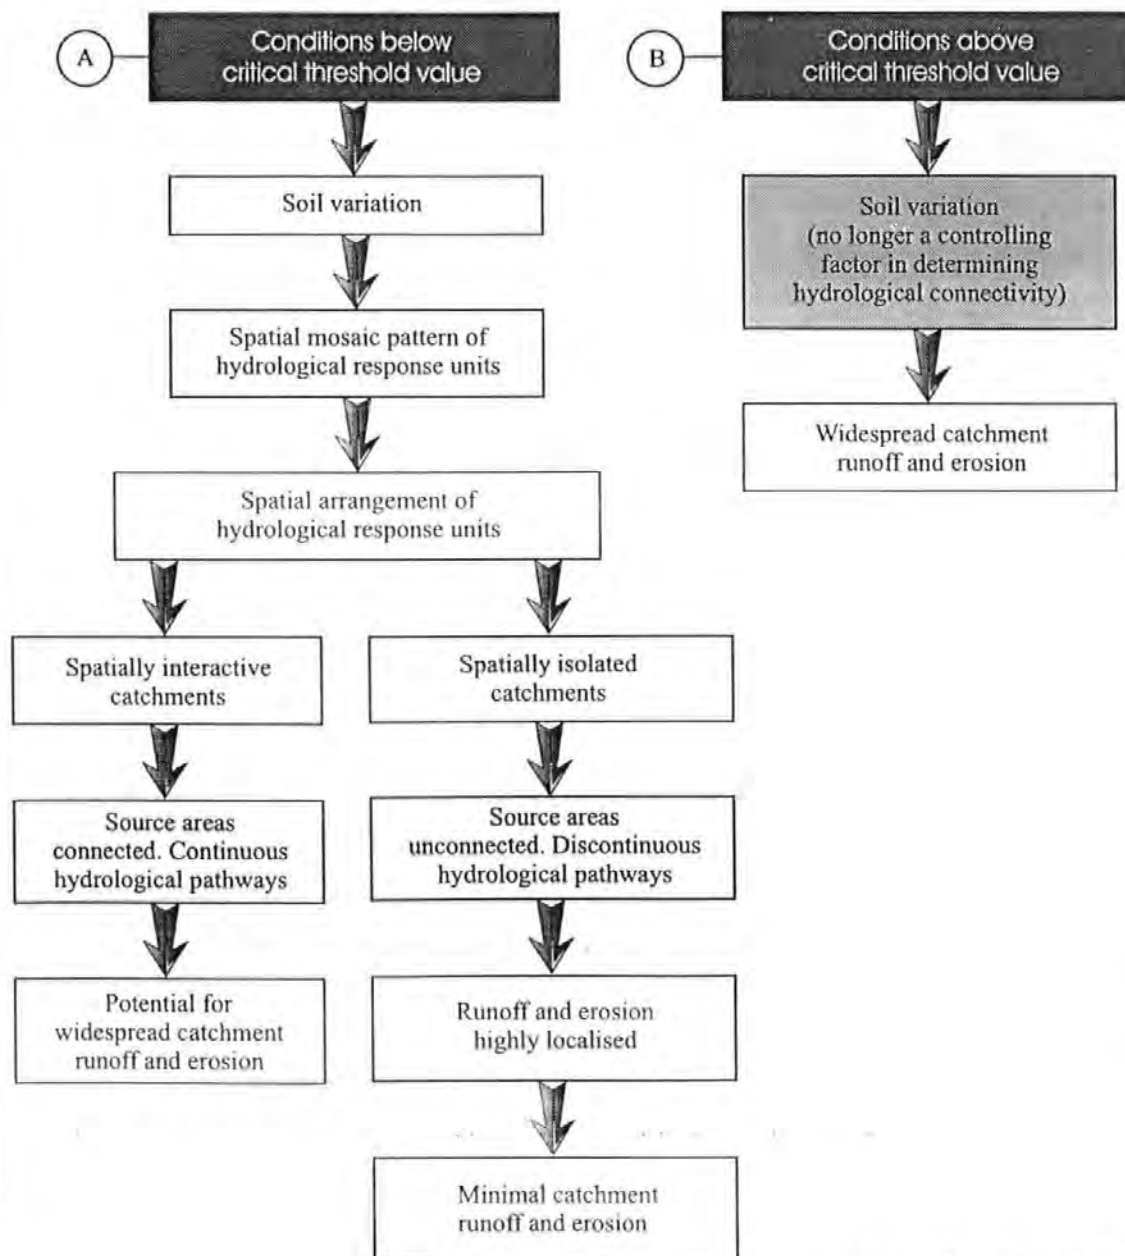 A
Conditions below
critical threshold value
Soil variation
Spatial mosaic pattern of
hydrological response units
Spatial arrangement of
hydrological response units
Spatially interactive
catchments
Source areas
connected. Continuous
hydrological pathways
Potential for
widespread catchment
runoff and erosion
Spatially isolated
catchments
Source areas
unconnected. Discontinuous
hydrological pathways
Runoff and erosion
highly localised
Minimal catchment
runoff and erosion
B
Conditions above
critical threshold value
Soil variation
(no longer a controlling
factor in determining
hydrological connectivity)
Widespread catchment
runoff and erosion